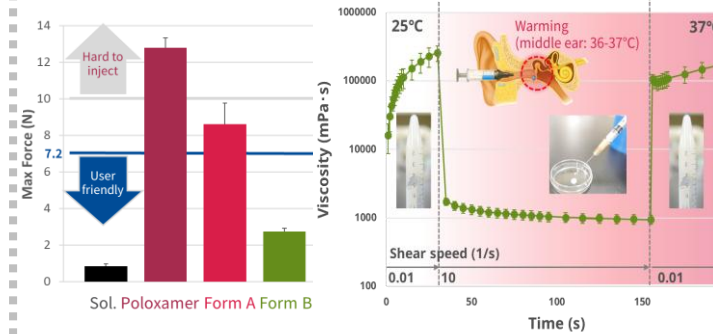 Max Force (N)
14
12
10
8
7.2
6
4
2
0
Hard to
inject
User
friendly
Sol. Poloxamer Form A Form B
Viscosity (mPa·s)
1000000
100000
10000
1000
100
25℃
Warming
(middle ear: 36-37℃)
37℃
Shear speed (1/s)
0.01
10
0.01
50
100
150
Time (s)